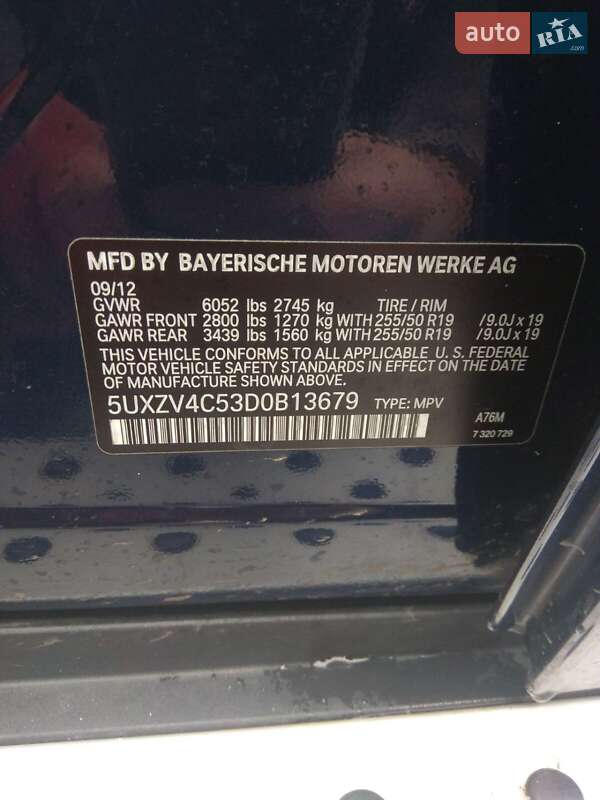 auto RIA .com
MFD BY BAYERISCHE MOTOREN WERKE AG
09/12
GVWR 6052 lbs 2745 kg TIRE / RIM
GAWR FRONT 2800 lbs 1270 kg WITH 255/50 R19 /9.0J x 19
GAWR REAR 3439 lbs 1560 kg WITH 255/50 R19 /9.0J x 19
THIS VEHICLE CONFORMS TO ALL APPLICABLE U. S. FEDERAL
MOTOR VEHICLE SAFETY STANDARDS IN EFFECT ON THE
DATE OF MANUFACTURE SHOWN ABOVE.
5UXZV4C53D0B13679 TYPE: MPV
A76M
7 320 729